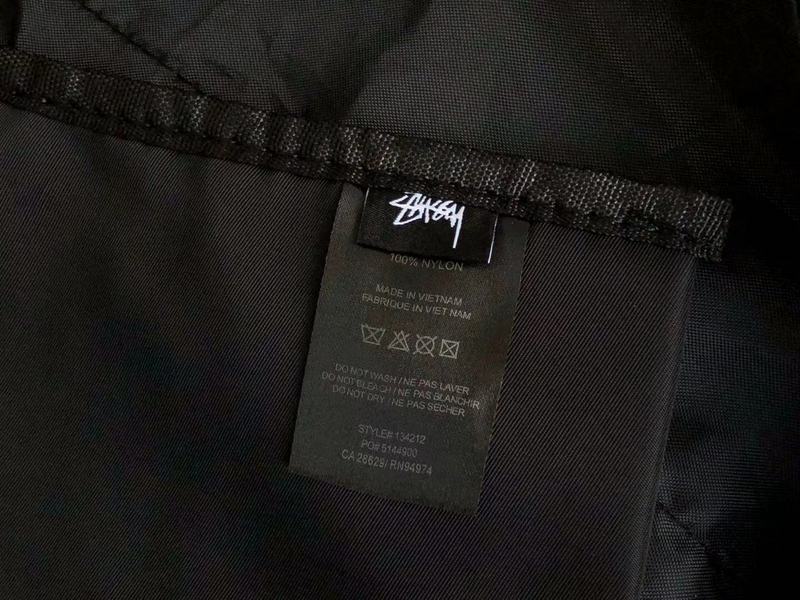 STÜSSY
100% NYLON
MADE IN VIETNAM
FABRIQUE IN VIET NAM
DO NOT WASH / NE PAS LAVER
DO NOT BLEACH / NE PAS BLANCHIR
DO NOT DRY / NE PAS SECHER
STYLE# 134212
PO# 5144900
CA 26629/ RN94974